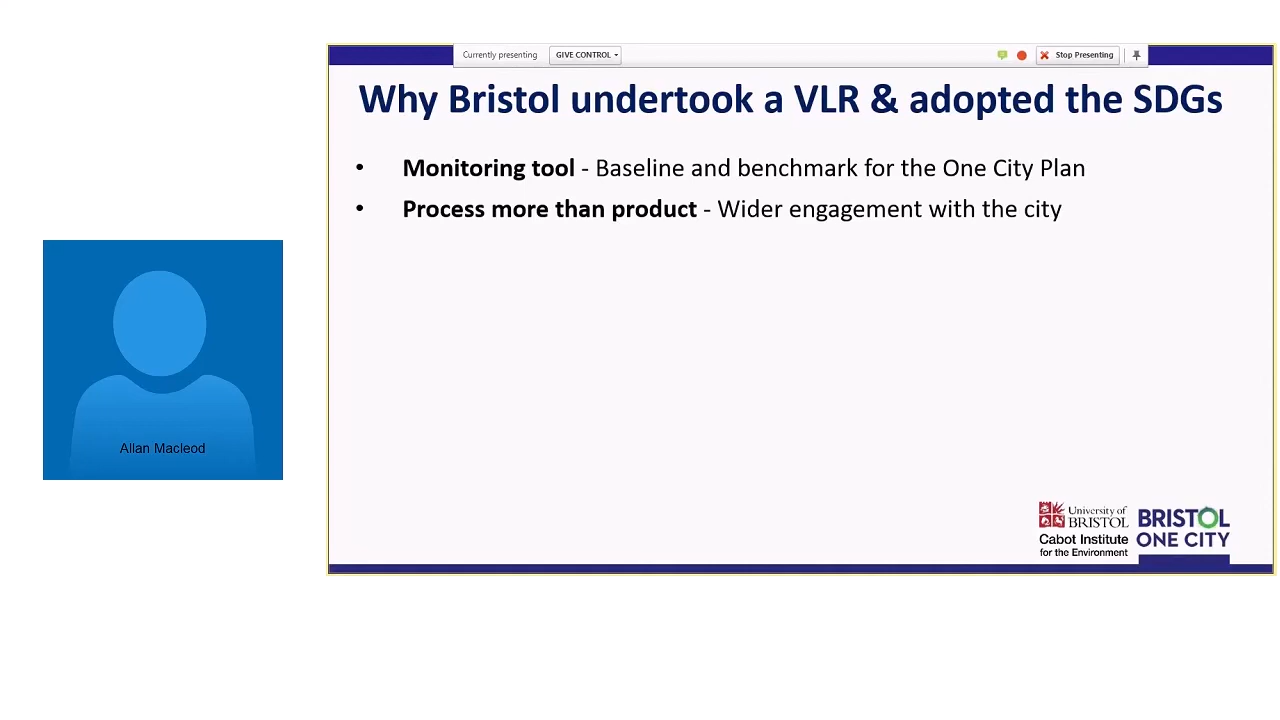 Currently presenting GIVE CONTROL Stop Presenting
Why Bristol undertook a VLR & adopted the SDGs
• Monitoring tool - Baseline and benchmark for the One City Plan
• Process more than product - Wider engagement with the city
Allan Macleod
University of
BRISTOL
Cabot Institute
for the Environment
BRISTOL
ONE CITY